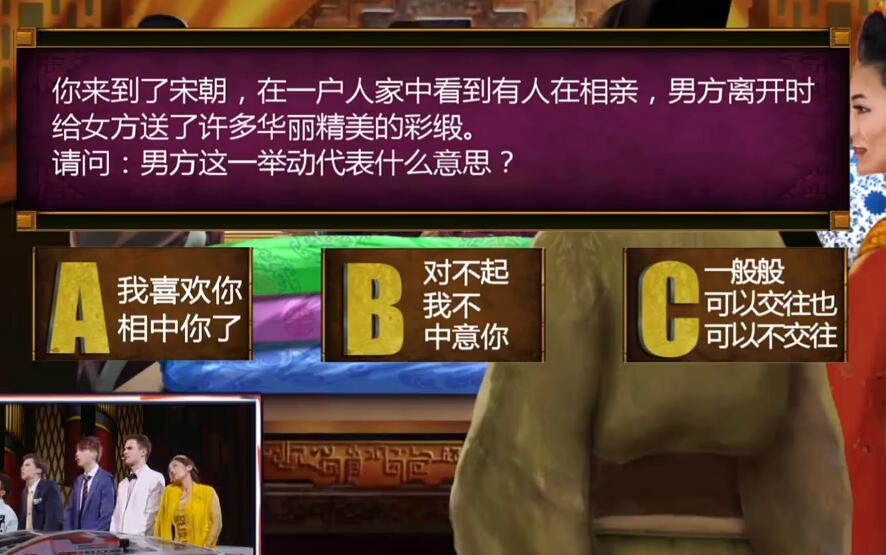 你来到了宋朝，在一户人家中看到有人在相亲，男方离开时
给女方送了许多华丽精美的彩缎。
请问：男方这一举动代表什么意思？
A
我喜欢你
相中你了
B
对不起
我不
中意你
C
一般般
可以交往也
可以不交往